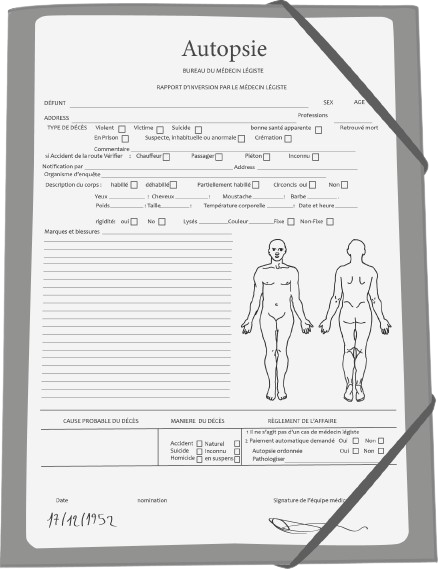 Autopsie
BUREAU DU MÉDECIN LÉGISTE
RAPPORT D'INVERSION PAR LE MÉDECIN LÉGISTE
DÉFUNT SEX AGE
ADDRESS Professions
TYPE DE DÉCÈS Violent Victime Suicide bonne santé apparente Retrouvé mort
En Prison Suspecte, Inhabituelle ou anormale Crémation
Commentaire
si Accident de la route Vérifier : Chauffeur Passager Piéton Inconnu
Notification par Address
Organisme d'enquête
Description du corps : habillé déhabillé Partiellement habillé Circoncis oui Non
Yeux Cheveux Moustache Barbe
Poids Taille Température corporelle Date et heure
rigidité: oui No Lysés Couleur Fixe Non-Fixe
Marques et blessures
CAUSE PROBABLE DU DÉCÈS MANIERE DU DÉCÈS RÈGLEMENT DE L'AFFAIRE
1 Il ne s'agit pas d'un cas de médecin légiste
Accident Naturel 2 Paiement automatique demandé Oui Non
Suicide Inconnu Autopsie ordonnée Oui Non
Homicide en suspens Pathologiser
Date nomination Signature de l'équipe médic
17/12/1952